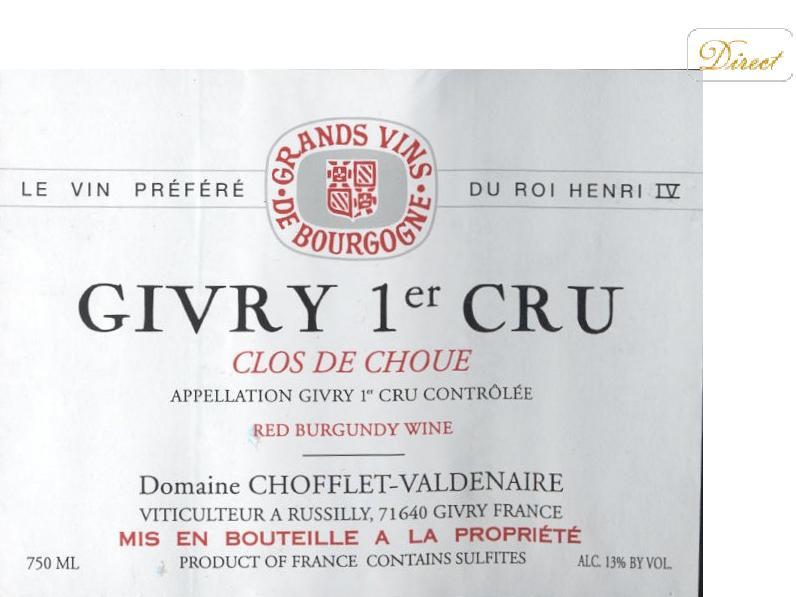 Direct
GRANDS VINS
DE BOURGOGNE
LE VIN PRÉFÉRÉ DU ROI HENRI IV
GIVRY 1er CRU
CLOS DE CHOUE
APPELLATION GIVRY 1er CRU CONTRÔLÉE
RED BURGUNDY WINE
Domaine CHOFFLET-VALDENAIRE
VITICULTEUR A RUSSILLY, 71640 GIVRY FRANCE
MIS EN BOUTEILLE A LA PROPRIÉTÉ
750 ML PRODUCT OF FRANCE CONTAINS SULFITES ALC. 13% BY VOL.